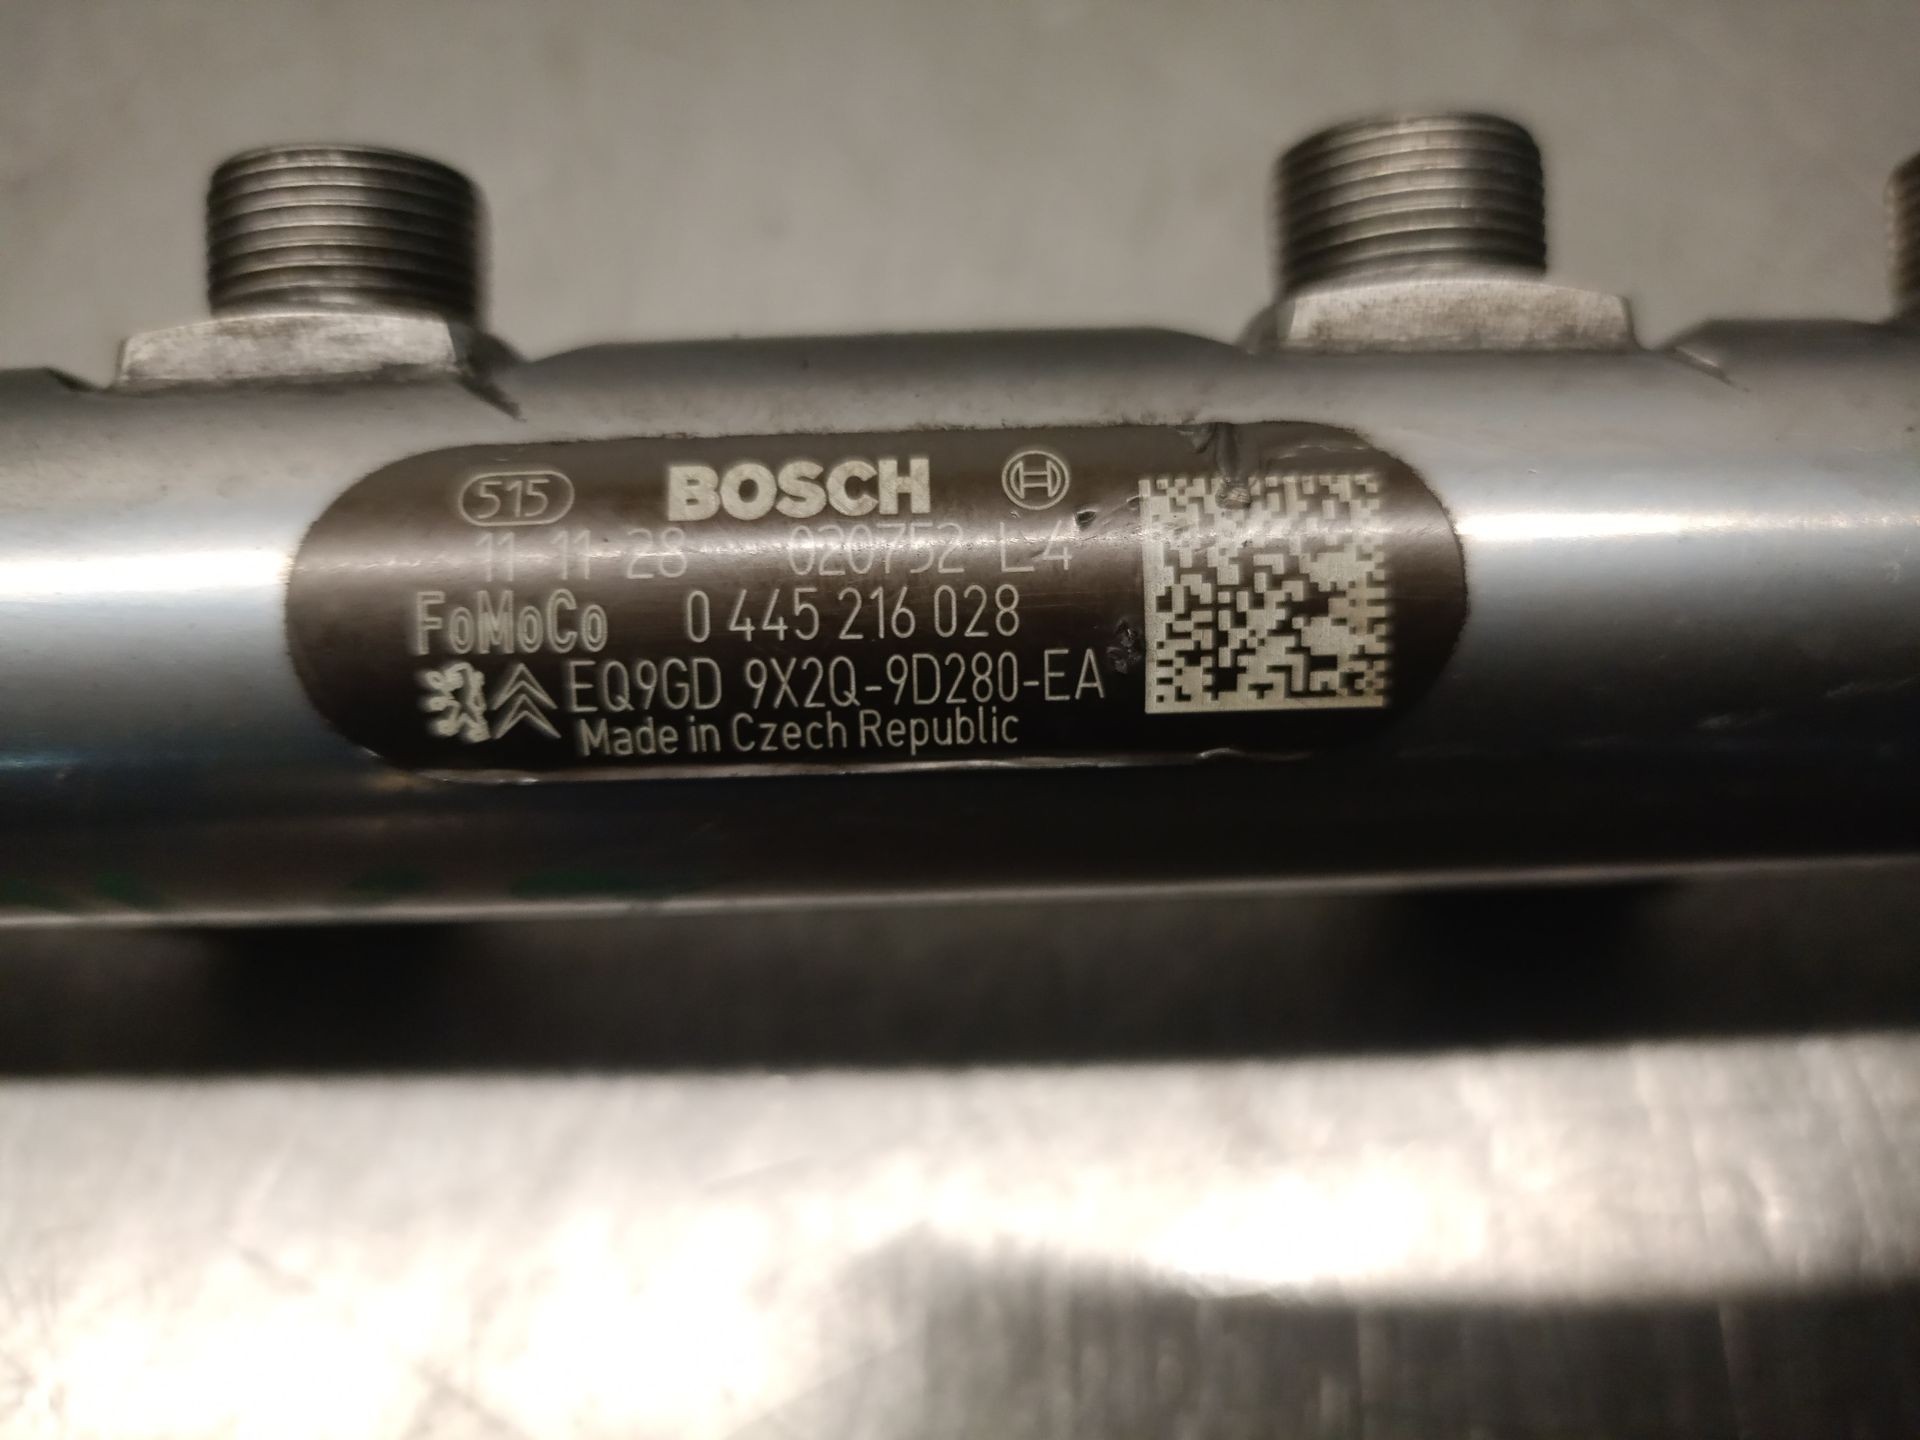 515 BOSCH
11 11 28 020752 L4
FoMoCo 0 445 216 028
EQ9GD 9X2Q-9D280-EA
Made in Czech Republic